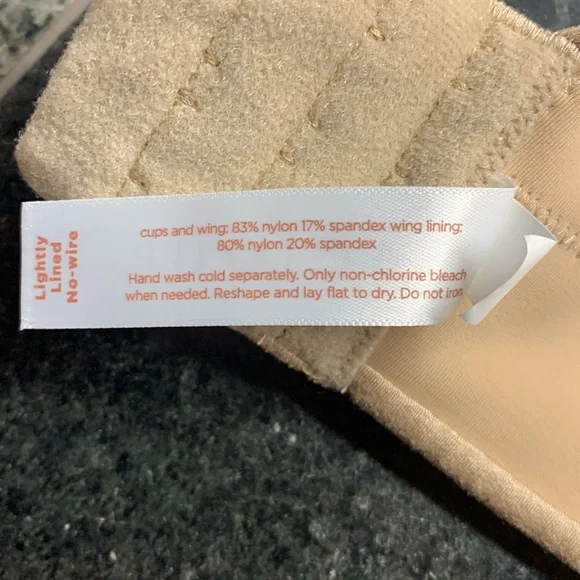 Lightly
Lined
No-wire
cups and wing: 83% nylon 17% spandex wing lining:
80% nylon 20% spandex
Hand wash cold separately. Only non-chlorine bleach
when needed. Reshape and lay flat to dry. Do not iron